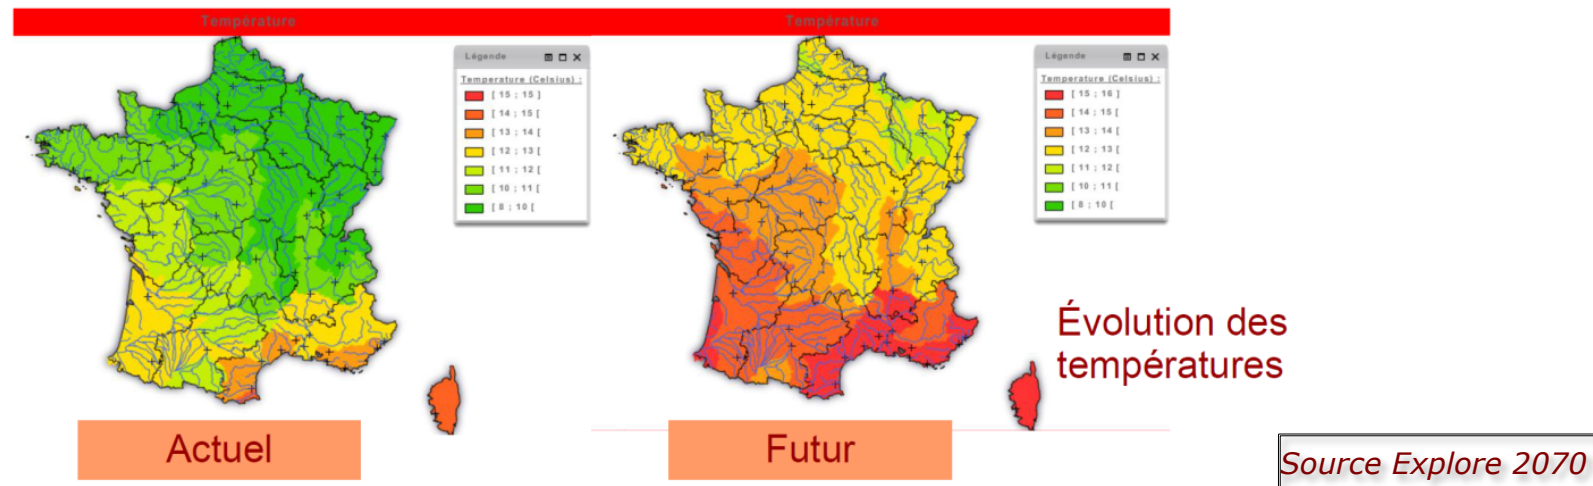 Température
Légende
Temperature (Celsius) :
[ 15 ; 15 ]
[ 14 ; 15 [
[ 13 ; 14 [
[ 12 ; 13 [
[ 11 ; 12 [
[ 10 ; 11 [
[ 8 ; 10 [
Actuel
Température
Légende
Temperature (Celsius) :
[ 15 ; 16 ]
[ 14 ; 15 [
[ 13 ; 14 [
[ 12 ; 13 [
[ 11 ; 12 [
[ 10 ; 11 [
[ 8 ; 10 [
Futur
Évolution des
températures
Source Explore 2070